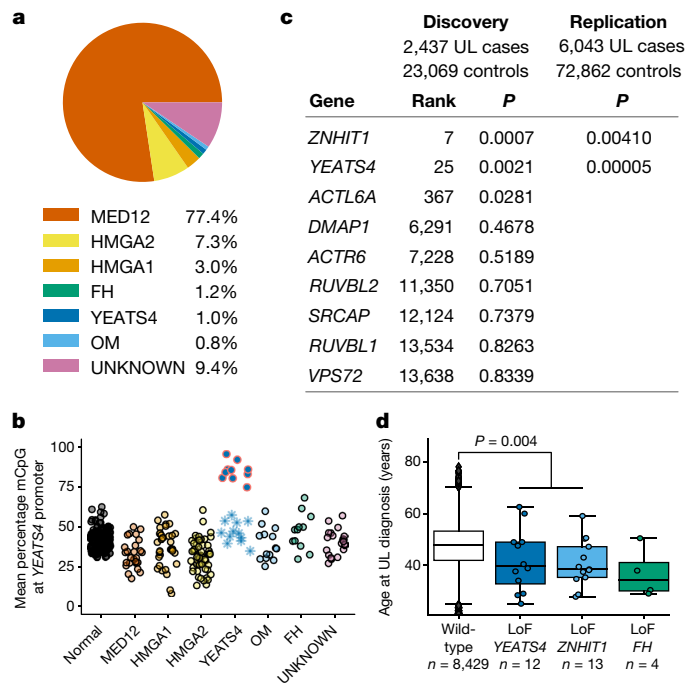 a
MED12 77.4%
HMGA2 7.3%
HMGA1 3.0%
FH 1.2%
YEATS4 1.0%
OM 0.8%
UNKNOWN 9.4%
c
Discovery Replication
2,437 UL cases 6,043 UL cases
23,069 controls 72,862 controls
Gene Rank P P
ZNHIT1 7 0.0007 0.00410
YEATS4 25 0.0021 0.00005
ACTL6A 367 0.0281
DMAP1 6,291 0.4678
ACTR6 7,228 0.5189
RUVBL2 11,350 0.7051
SRCAP 12,124 0.7379
RUVBL1 13,534 0.8263
VPS72 13,638 0.8339
b
Mean percentage mCpG
at YEATS4 promoter
100
75
50
25
0
Normal
MED12
HMGA1
HMGA2
YEATS4
OM
FH
UNKNOWN
d
Age at UL diagnosis (years)
80
60
40
P = 0.004
Wild- LoF LoF LoF
type YEATS4 ZNHIT1 FH
n = 8,429 n = 12 n = 13 n = 4